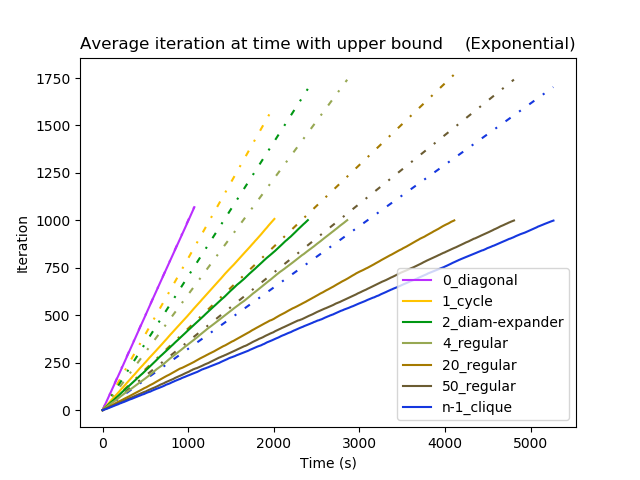 Average iteration at time with upper bound (Exponential)
Iteration
1750
1500
1250
1000
750
500
250
0
0 1000 2000 3000 4000 5000
Time (s)
0_diagonal
1_cycle
2_diam-expander
4_regular
20_regular
50_regular
n-1_clique